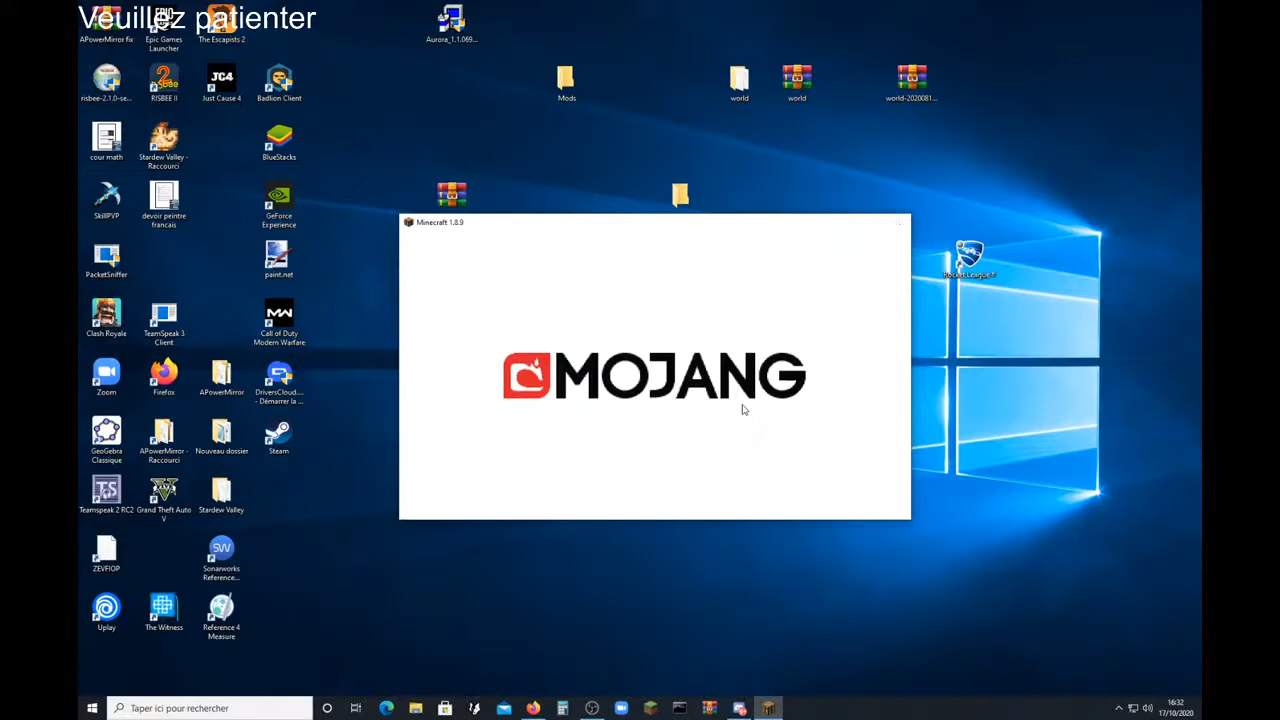 Veuillez patienter
APowerMirror fix
Epic Games
Launcher
The Escapists 2
Aurora_1.1.069...
risbee-2.1.0-se...
RISBEE II
JC4
Just Cause 4
Badlion Client
Mods
world
world
world-2020081...
cour math
Stardew Valley -
Raccourci
BlueStacks
SkillPVP
devoir peintre
francais
GeForce
Experience
Minecraft 1.8.9
PacketSniffer
paint.net
Rocket League®
Clash Royale
TeamSpeak 3
Client
Call of Duty
Modern Warfare
MOJANG
Zoom
Firefox
APowerMirror
DriversCloud....
- Démarrer la ...
GeoGebra
Classique
APowerMirror -
Raccourci
Nouveau dossier
Steam
Teamspeak 2 RC2
Grand Theft Auto
V
Stardew Valley
ZEVFIOP
Sonarworks
Reference...
Uplay
The Witness
Reference 4
Measure
Taper ici pour rechercher
16:32
17/10/2020